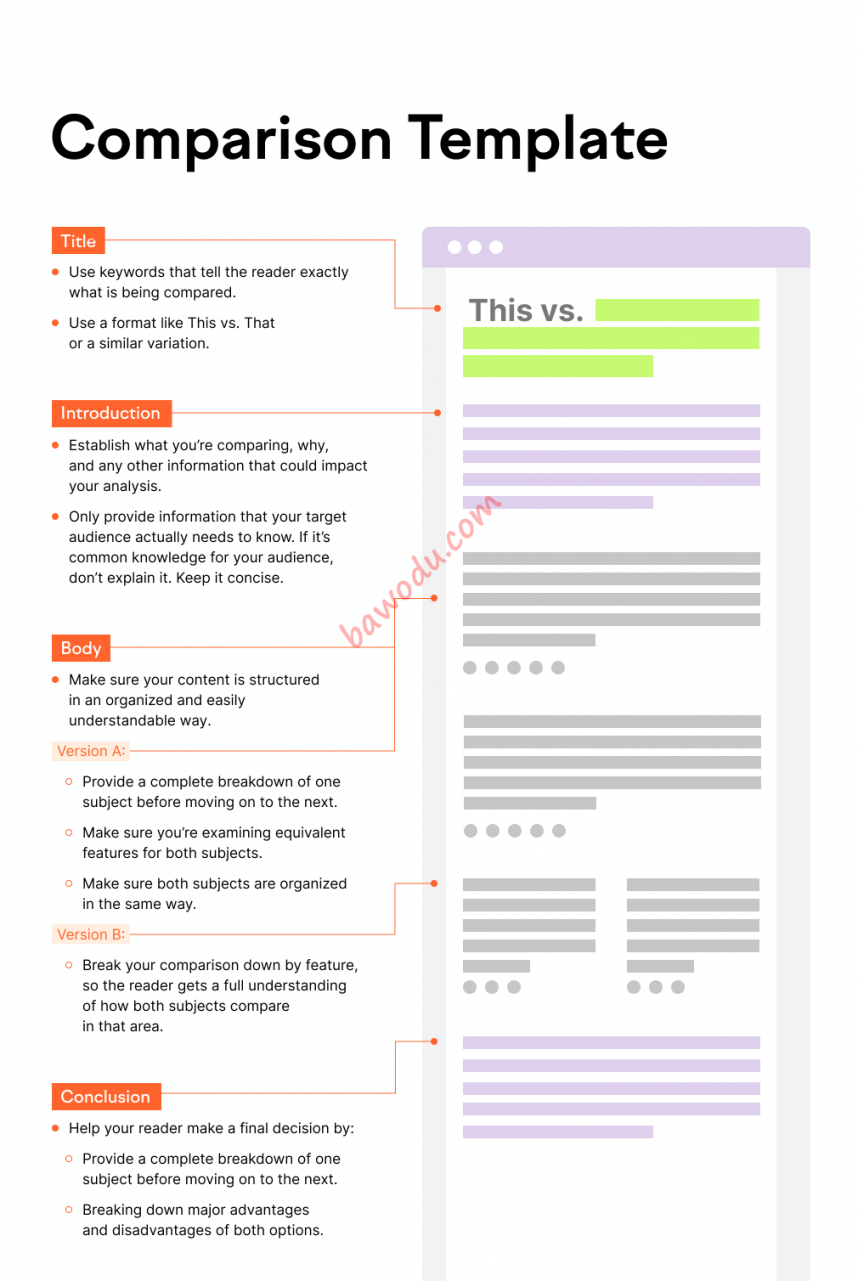 Comparison Template
Title
Use keywords that tell the reader exactly
what is being compared.
Use a format like This vs. That
or a similar variation.
This vs.
Introduction
Establish what you're comparing, why,
and any other information that could impact
your analysis.
Only provide information that your target
audience actually needs to know. If it's
common knowledge for your audience,
don't explain it. Keep it concise.
bawodu.com
Body
Make sure your content is structured
in an organized and easily
understandable way.
Version A:
Provide a complete breakdown of one
subject before moving on to the next.
Make sure you're examining equivalent
features for both subjects.
Make sure both subjects are organized
in the same way.
Version B:
Break your comparison down by feature,
so the reader gets a full understanding
of how both subjects compare
in that area.
Conclusion
Help your reader make a final decision by:
Provide a complete breakdown of one
subject before moving on to the next.
Breaking down major advantages
and disadvantages of both options.